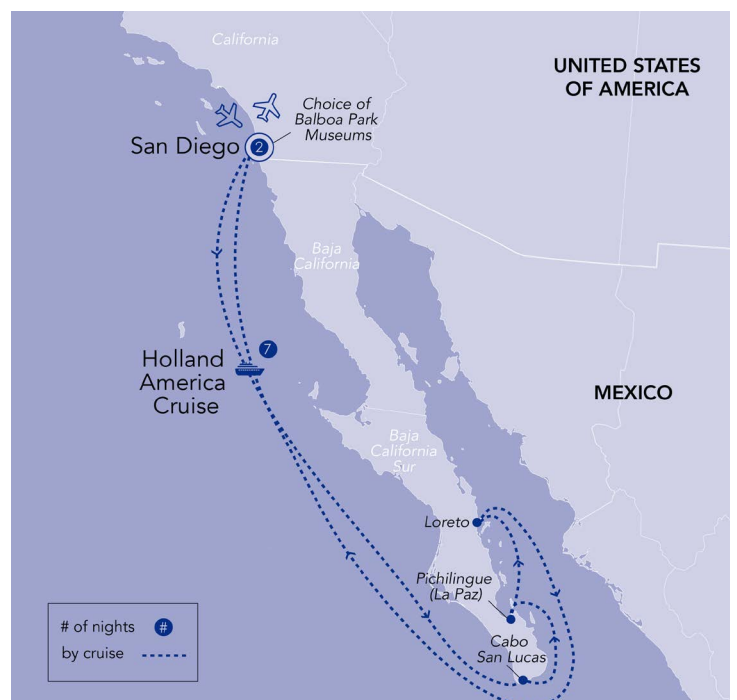 California
UNITED STATES
OF AMERICA
Choice of
Balboa Park
Museums
San Diego
2
Baja
California
7
Holland
America
Cruise
MEXICO
Baja
California
Sur
Loreto
Pichilingue
(La Paz)
Cabo
San Lucas
# of nights #
by cruise